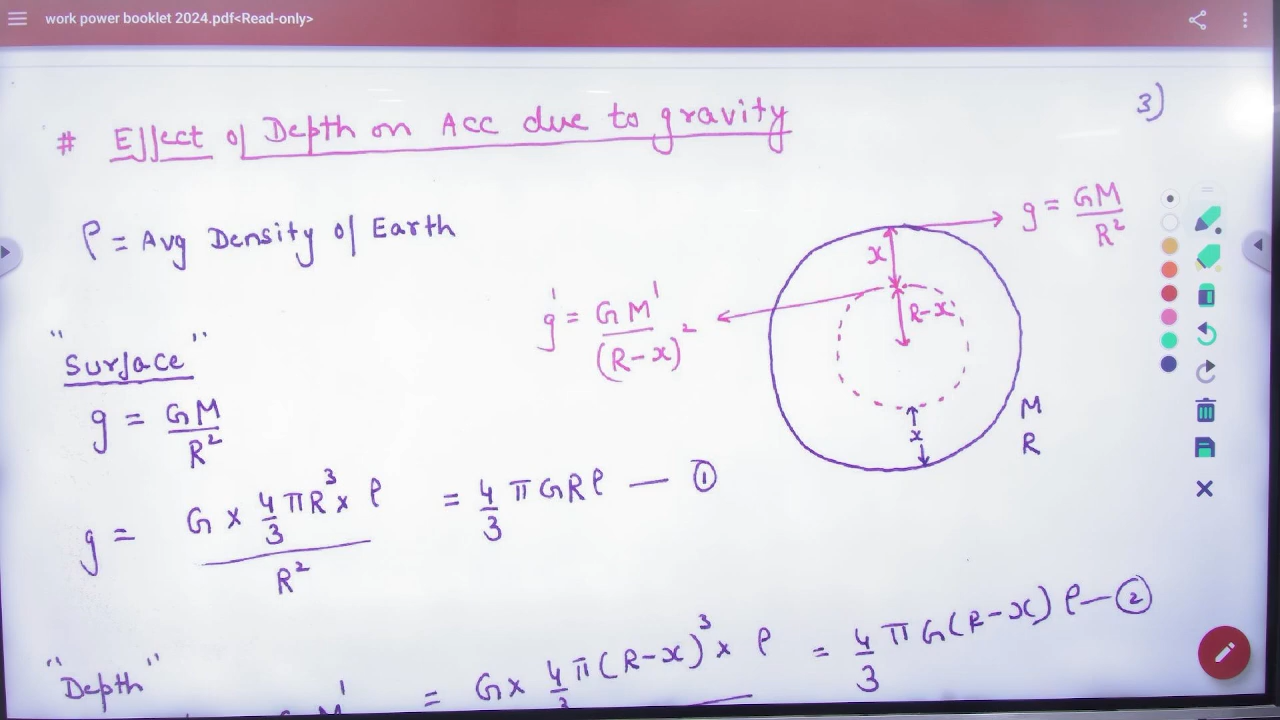 work power booklet 2024.pdf<Read-only>
3)
# Effect of Depth on Acc due to gravity
ρ = Avg Density of Earth
g = GM/R²
x
R-x
g' = GM'/(R-x)²
x
M
R
"Surface"
g = GM/R²
g = G × 4/3 πR³ × ρ / R² = 4/3 π G R ρ — ①
"Depth"
= G × 4/3 π (R-x)³ × ρ = 4/3 π G (R-x) ρ — ②